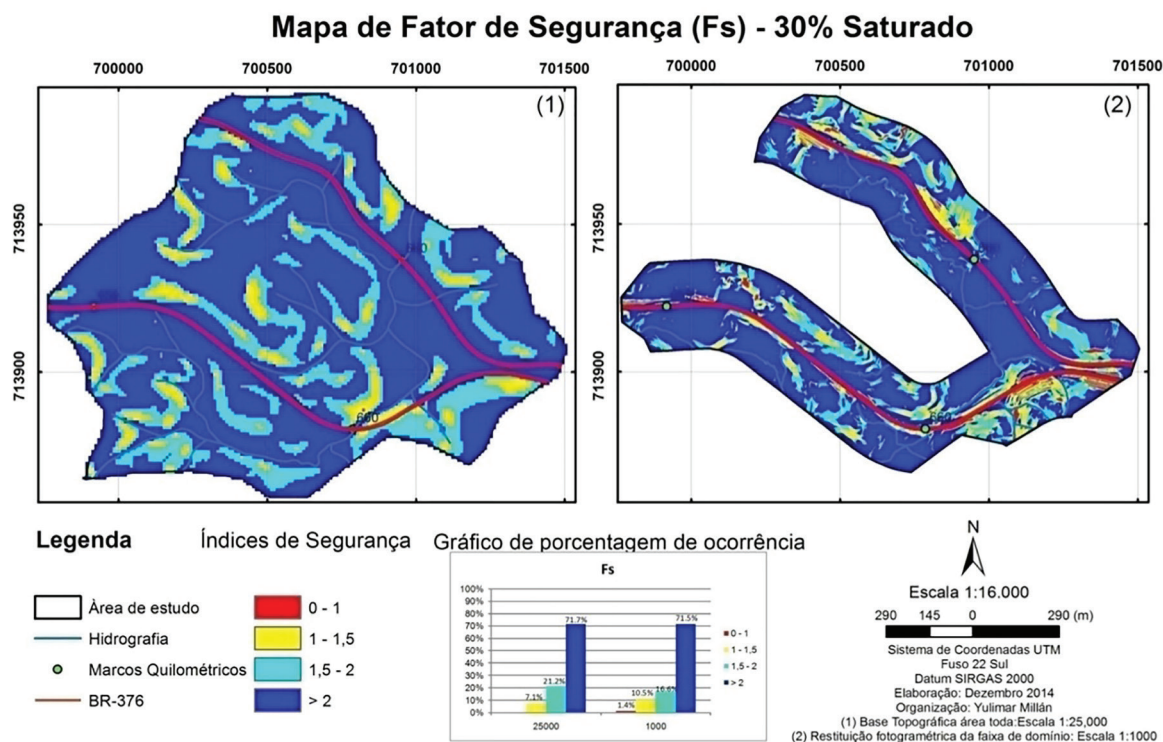 Mapa de Fator de Segurança (Fs) - 30% Saturado
700000 700500 701000 701500
700000 700500 701000 701500
(1)
(2)
713950
713900
713950
713900
660
660
Legenda
Àrea de estudo
Hidrografia
Marcos Quilométricos
BR-376
Índices de Segurança
0 - 1
1 - 1,5
1,5 - 2
> 2
Gráfico de porcentagem de ocorrência
Fs
100%
90%
80%
70%
60%
50%
40%
30%
20%
10%
0%
7.1%
21.2%
71.7%
1.4%
10.5%
16.6%
71.5%
25000
1000
0 - 1
1 - 1,5
1,5 - 2
> 2
N
Escala 1:16.000
290 145 0 290 (m)
Sistema de Coordenadas UTM
Fuso 22 Sul
Datum SIRGAS 2000
Elaboração: Dezembro 2014
Organização: Yulimar Millán
(1) Base Topográfica área toda:Escala 1:25,000
(2) Restituição fotogramétrica da faixa de domínio: Escala 1:1000